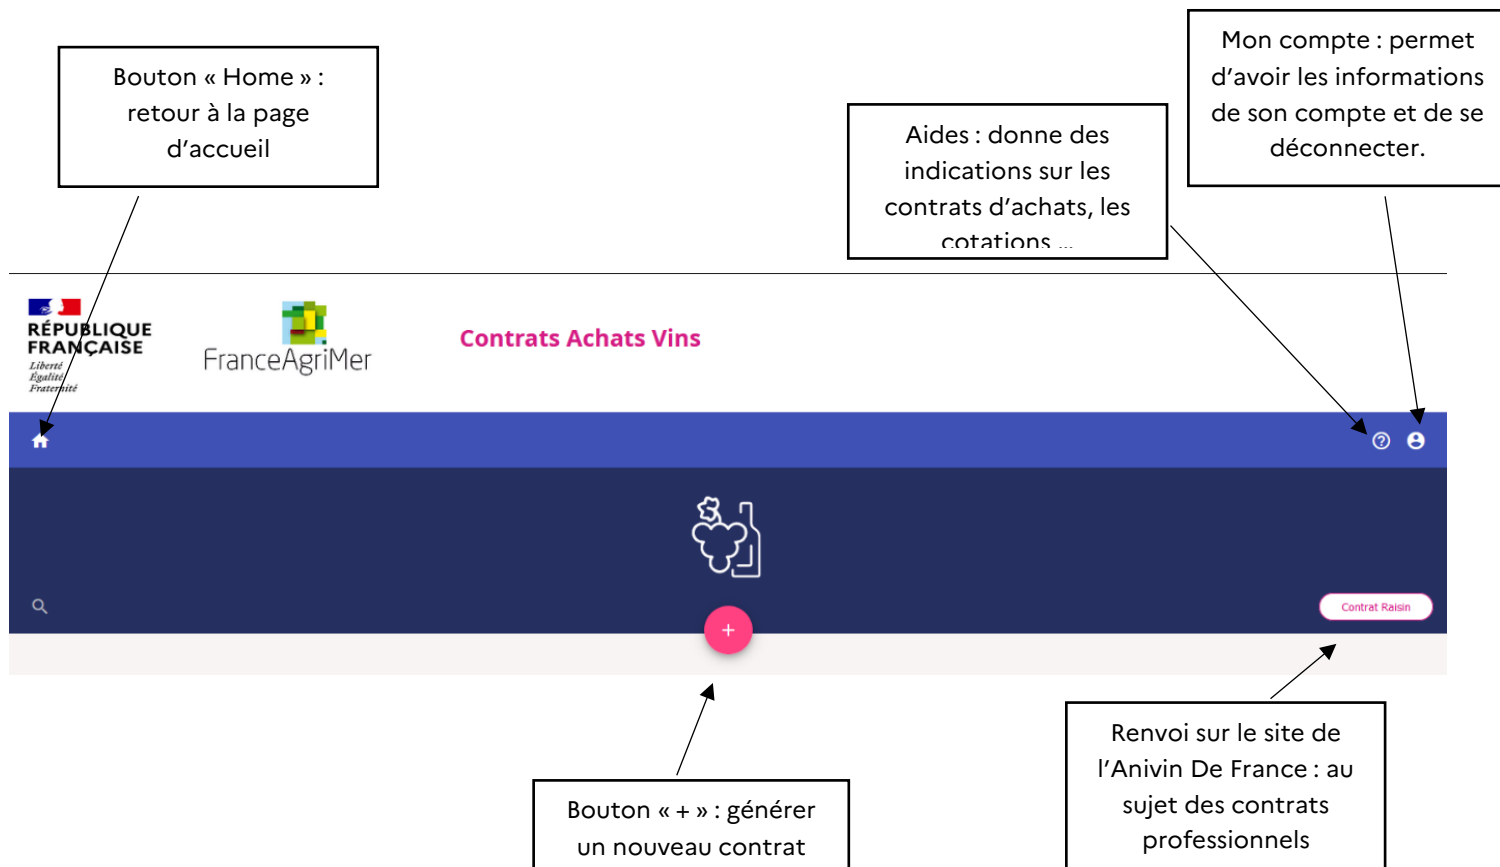 Bouton « Home » :
retour à la page
d’accueil
Aides : donne des
indications sur les
contrats d’achats, les
cotations ...
Mon compte : permet
d’avoir les informations
de son compte et de se
déconnecter.
RÉPUBLIQUE
FRANÇAISE
Liberté
Égalité
Fraternité
FranceAgriMer
Contrats Achats Vins
Contrat Raisin
Bouton « + » : générer
un nouveau contrat
Renvoi sur le site de
l’Anivin De France : au
sujet des contrats
professionnels